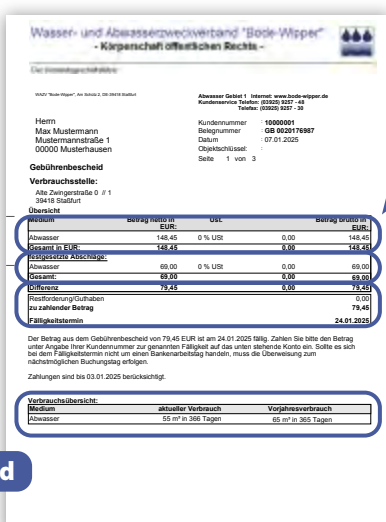 Wasser- und Abwasserzweckverband "Bode-Wipper"
- Körperschaft öffentlichen Rechts -
WAZV "Bode-Wipper", Am Schütz 2, DE-39418 Staßfurt
Abwasser Gebiet 1 Internet: www.bode-wipper.de
Kundenservice Telefon: (03925) 9257 - 48
Telefax: (03925) 9257 - 30
Herrn
Max Mustermann
Mustermannstraße 1
00000 Musterhausen
Kundennummer : 10000001
Belegnummer : GB 0020176987
Datum : 07.01.2025
Objektschlüssel: :
Seite 1 von 3
Gebührenbescheid
Verbrauchsstelle:
Alte Zwingerstraße 0 // 1
39418 Staßfurt
Übersicht
Medium Betrag netto in EUR: Ust. Betrag brutto in EUR:
Abwasser 148,45 0 % USt 0,00 148,45
Gesamt in EUR: 148,45 0,00 148,45
festgesetzte Abschläge:
Abwasser 69,00 0 % USt 0,00 69,00
Gesamt: 69,00 0,00 69,00
Differenz 79,45 0,00 79,45
Restforderung/Guthaben 0,00
zu zahlender Betrag 79,45
Fälligkeitstermin 24.01.2025
Der Betrag aus dem Gebührenbescheid von 79,45 EUR ist am 24.01.2025 fällig. Zahlen Sie bitte den Betrag
unter Angabe Ihrer Kundennummer zur genannten Fälligkeit auf das unten stehende Konto ein. Sollte es sich
bei dem Fälligkeitstermin nicht um einen Bankenarbeitstag handeln, muss die Überweisung zum
nächstmöglichen Buchungstag erfolgen.
Zahlungen sind bis 03.01.2025 berücksichtigt.
Verbrauchsübersicht:
Medium aktueller Verbrauch Vorjahresverbrauch
Abwasser 55 m³ in 366 Tagen 65 m³ in 365 Tagen
d